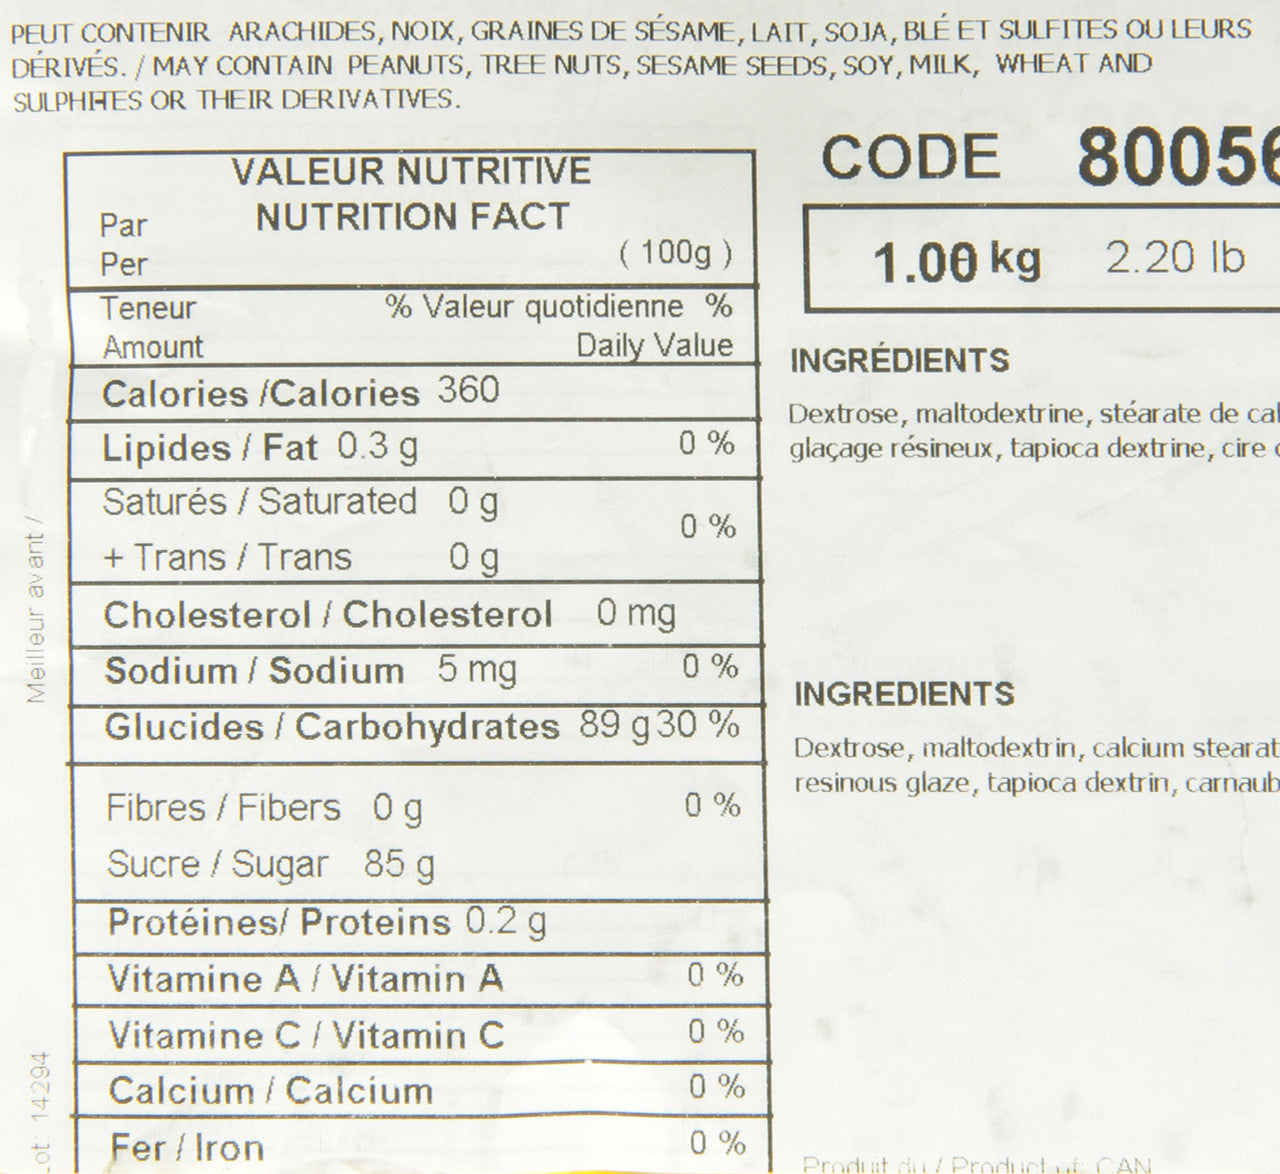 PEUT CONTENIR ARACHIDES, NOIX, GRAINES DE SÉSAME, LAIT, SOJA, BLÉ ET SULFITES OU LEURS
DÉRIVÉS. / MAY CONTAIN PEANUTS, TREE NUTS, SESAME SEEDS, SOY, MILK, WHEAT AND
SULPHITES OR THEIR DERIVATIVES.
VALEUR NUTRITIVE
NUTRITION FACT
Par
Per ( 100g )
Teneur % Valeur quotidienne %
Amount Daily Value
Calories /Calories 360
Lipides / Fat 0.3 g 0 %
Saturés / Saturated 0 g
0 %
+ Trans / Trans 0 g
Cholesterol / Cholesterol 0 mg
Sodium / Sodium 5 mg 0 %
Glucides / Carbohydrates 89 g 30 %
Fibres / Fibers 0 g 0 %
Sucre / Sugar 85 g
Protéines/ Proteins 0.2 g
Vitamine A / Vitamin A 0 %
Vitamine C / Vitamin C 0 %
Calcium / Calcium 0 %
Fer / Iron 0 %
CODE 80056
1.00 kg 2.20 lb
INGRÉDIENTS
Dextrose, maltodextrine, stéarate de cal
glaçage résineux, tapioca dextrine, cire
INGREDIENTS
Dextrose, maltodextrin, calcium stearat
resinous glaze, tapioca dextrin, carnaub
Produit du / Product of: CAN
Meilleur avant /
Lot: 14294